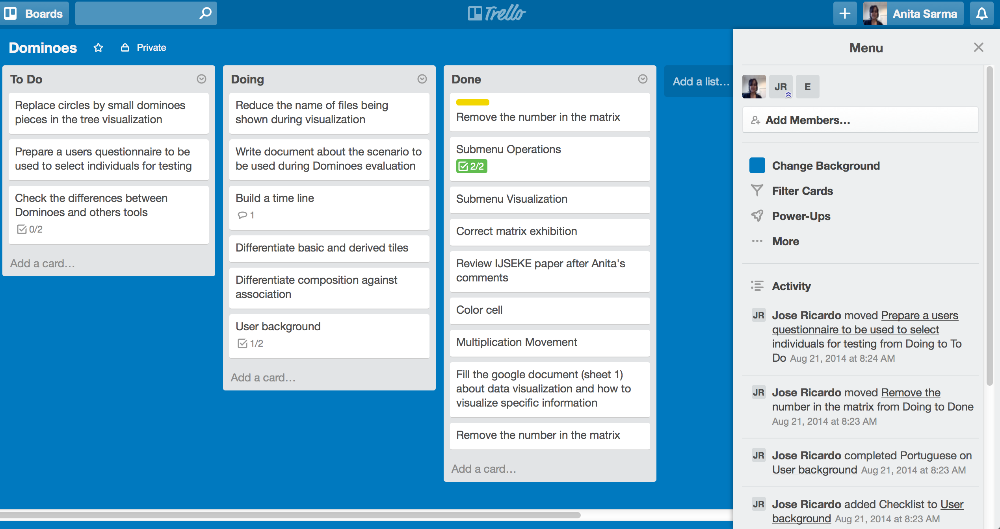 Boards
Trello
Anita Sarma
Dominoes
Private
To Do
Replace circles by small dominoes
pieces in the tree visualization
Prepare a users questionnaire to be
used to select individuals for testing
Check the differences between
Dominoes and others tools
0/2
Add a card...
Doing
Reduce the name of files being
shown during visualization
Write document about the scenario to
be used during Dominoes evaluation
Build a time line
1
Differentiate basic and derived tiles
Differentiate composition against
association
User background
1/2
Add a card...
Done
Remove the number in the matrix
Submenu Operations
2/2
Submenu Visualization
Correct matrix exhibition
Review IJSEKE paper after Anita's
comments
Color cell
Multiplication Movement
Fill the google document (sheet 1)
about data visualization and how to
visualize specific information
Remove the number in the matrix
Add a card...
Add a list...
Menu
JR E
Add Members...
Change Background
Filter Cards
Power-Ups
More
Activity
JR Jose Ricardo moved Prepare a users
questionnaire to be used to select
individuals for testing from Doing to To
Do Aug 21, 2014 at 8:24 AM
JR Jose Ricardo moved Remove the
number in the matrix from Doing to Done
Aug 21, 2014 at 8:23 AM
JR Jose Ricardo completed Portuguese on
User background Aug 21, 2014 at 8:23 AM
JR Jose Ricardo added Checklist to User
background Aug 21, 2014 at 8:23 AM